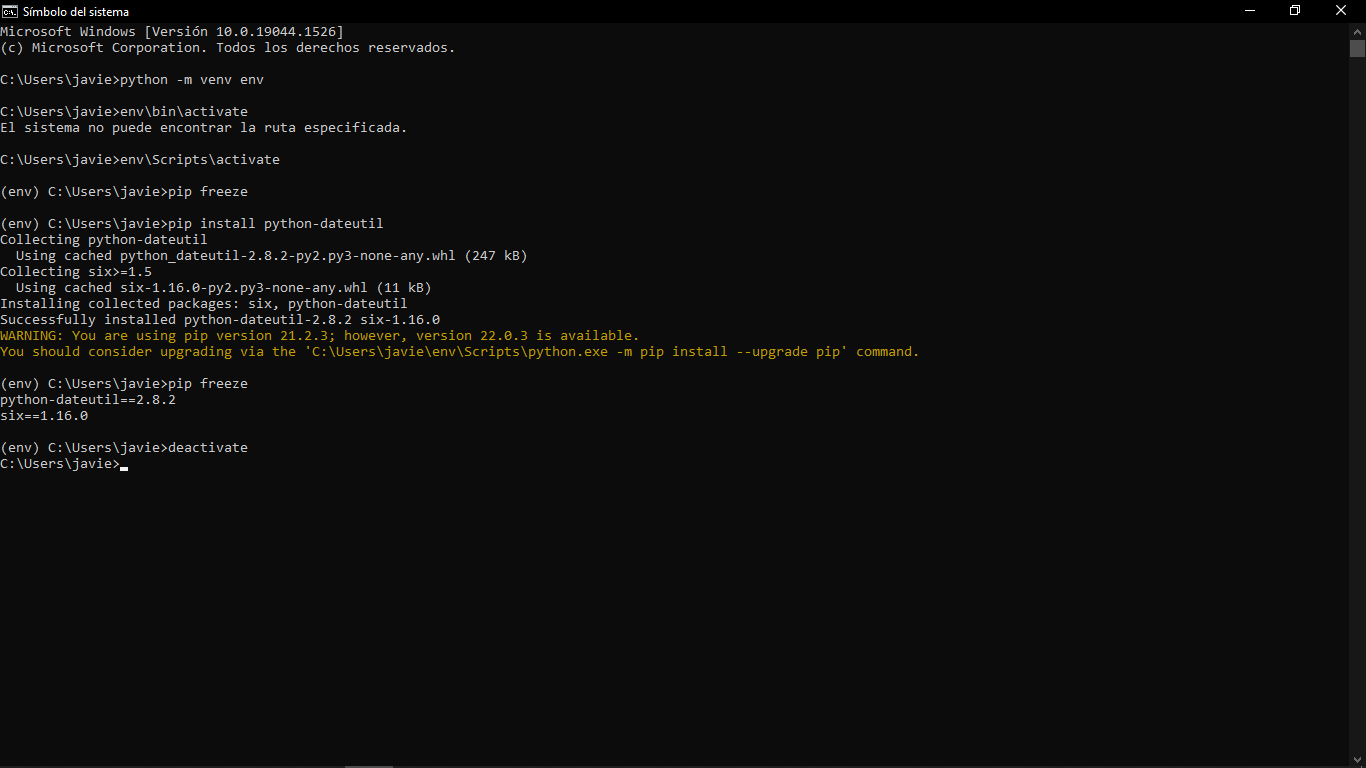 Símbolo del sistema
Microsoft Windows [Versión 10.0.19044.1526]
(c) Microsoft Corporation. Todos los derechos reservados.
C:\Users\javie>python -m venv env
C:\Users\javie>env\bin\activate
El sistema no puede encontrar la ruta especificada.
C:\Users\javie>env\Scripts\activate
(env) C:\Users\javie>pip freeze
(env) C:\Users\javie>pip install python-dateutil
Collecting python-dateutil
  Using cached python_dateutil-2.8.2-py2.py3-none-any.whl (247 kB)
Collecting six>=1.5
  Using cached six-1.16.0-py2.py3-none-any.whl (11 kB)
Installing collected packages: six, python-dateutil
Successfully installed python-dateutil-2.8.2 six-1.16.0
WARNING: You are using pip version 21.2.3; however, version 22.0.3 is available.
You should consider upgrading via the 'C:\Users\javie\env\Scripts\python.exe -m pip install --upgrade pip' command.
(env) C:\Users\javie>pip freeze
python-dateutil==2.8.2
six==1.16.0
(env) C:\Users\javie>deactivate
C:\Users\javie>